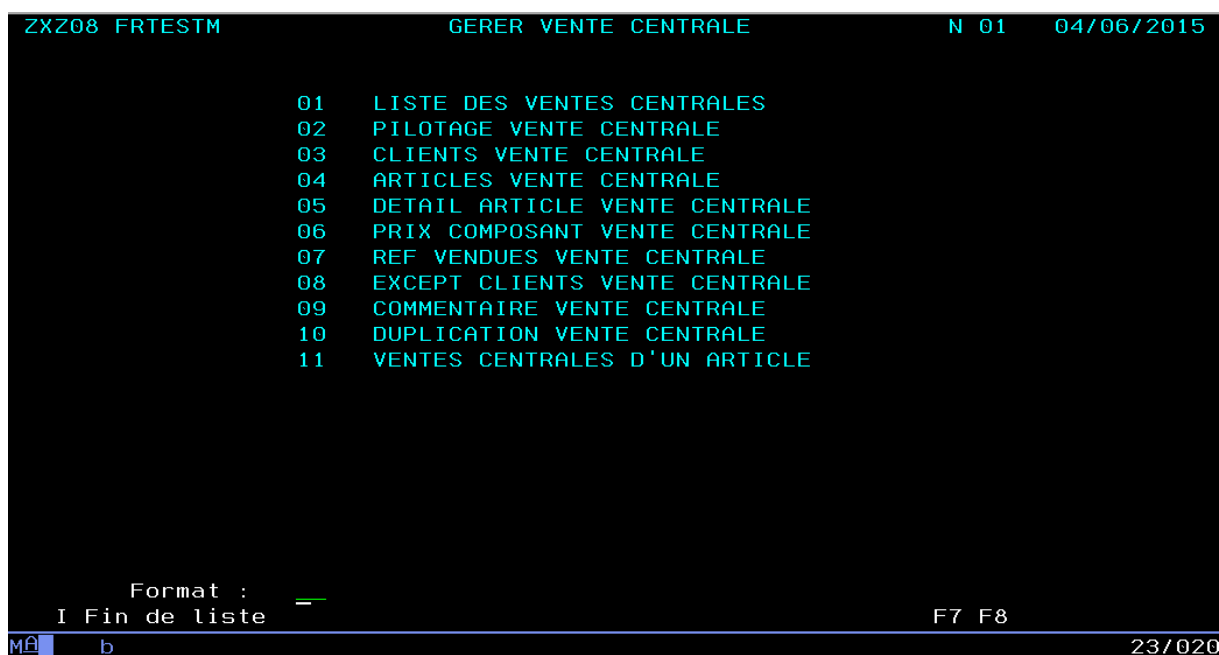 ZXZ08 FRTESTM GERER VENTE CENTRALE N 01 04/06/2015
01 LISTE DES VENTES CENTRALES
02 PILOTAGE VENTE CENTRALE
03 CLIENTS VENTE CENTRALE
04 ARTICLES VENTE CENTRALE
05 DETAIL ARTICLE VENTE CENTRALE
06 PRIX COMPOSANT VENTE CENTRALE
07 REF VENDUES VENTE CENTRALE
08 EXCEPT CLIENTS VENTE CENTRALE
09 COMMENTAIRE VENTE CENTRALE
10 DUPLICATION VENTE CENTRALE
11 VENTES CENTRALES D'UN ARTICLE
Format : __
I Fin de liste F7 F8
MA b 23/020